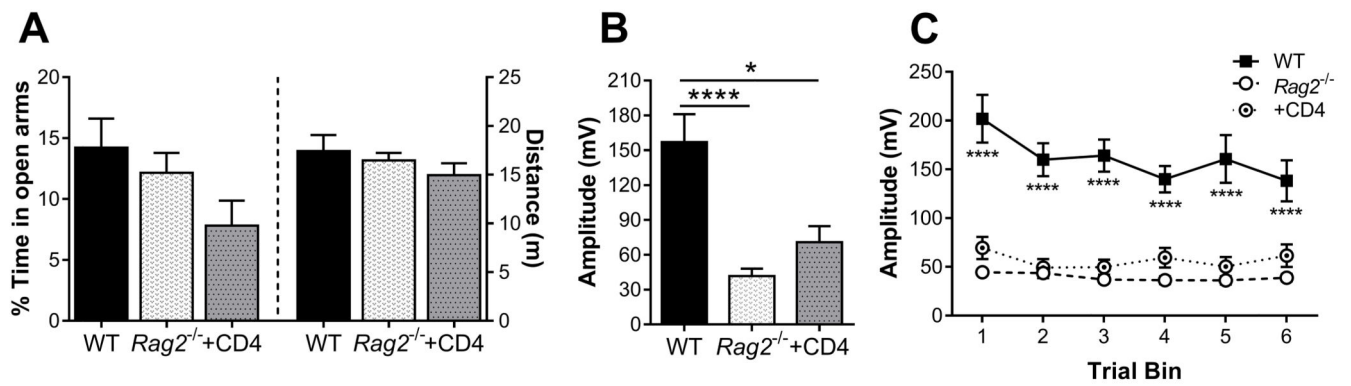 A
% Time in open arms
20
15
10
5
0
WT Rag2-/- +CD4
WT Rag2-/- +CD4
25
20
15
10
5
0
Distance (m)
B
Amplitude (mV)
210
180
150
120
90
60
30
0
*
****
WT Rag2-/- +CD4
C
WT
Rag2-/-
+CD4
Amplitude (mV)
250
200
150
100
50
0
**** **** **** **** **** ****
1 2 3 4 5 6
Trial Bin